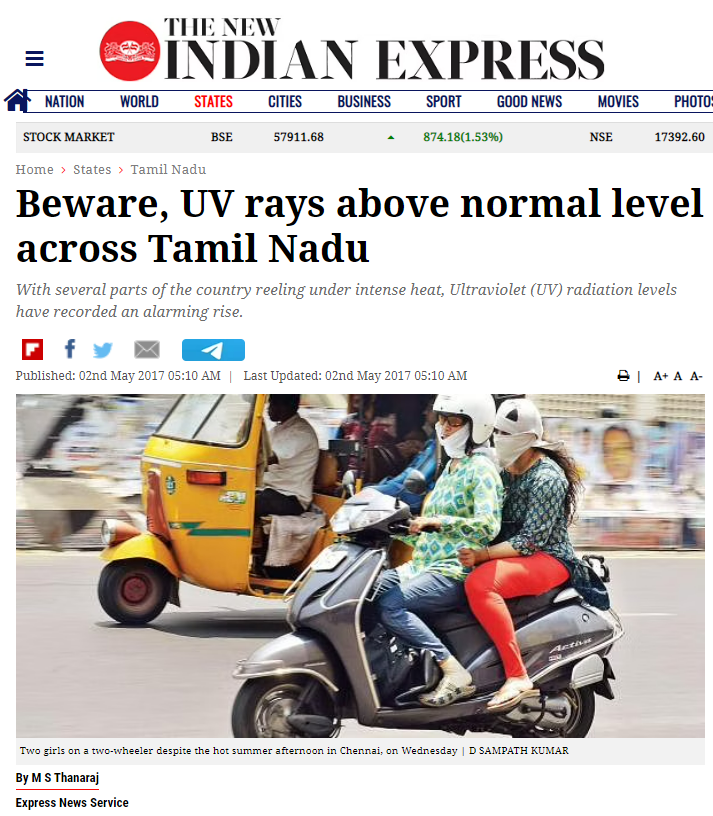 THE NEW
INDIAN EXPRESS
NATION WORLD STATES CITIES BUSINESS SPORT GOOD NEWS MOVIES PHOTOS
STOCK MARKET BSE 57911.68 874.18(1.53%) NSE 17392.60
Home > States > Tamil Nadu
Beware, UV rays above normal level
across Tamil Nadu
With several parts of the country reeling under intense heat, Ultraviolet (UV) radiation levels
have recorded an alarming rise.
Published: 02nd May 2017 05:10 AM | Last Updated: 02nd May 2017 05:10 AM | A+ A A-
Activa
Two girls on a two-wheeler despite the hot summer afternoon in Chennai, on Wednesday | D SAMPATH KUMAR
By M S Thanaraj
Express News Service